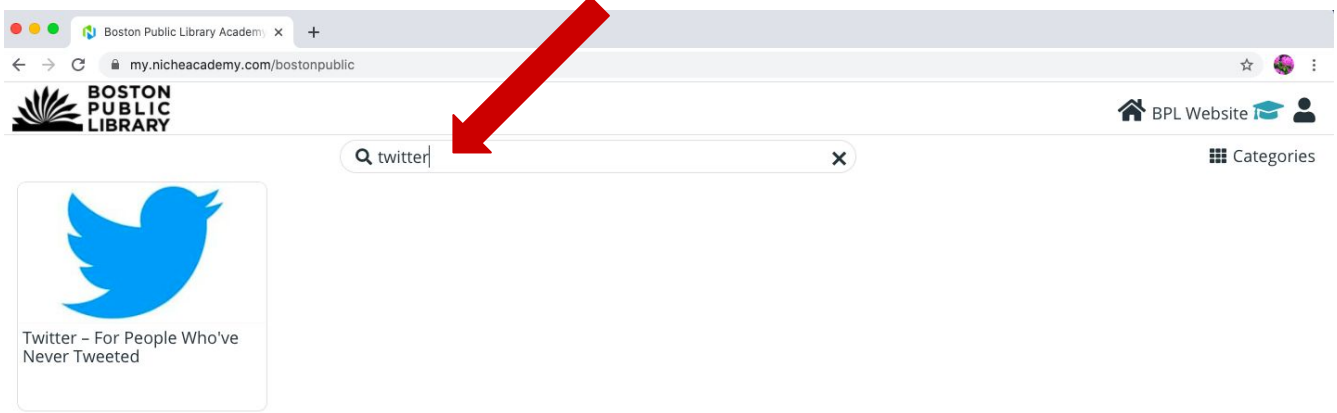 Boston Public Library Academy
my.nicheacademy.com/bostonpublic
BOSTON
PUBLIC
LIBRARY
BPL Website
twitter
Categories
Twitter – For People Who've
Never Tweeted